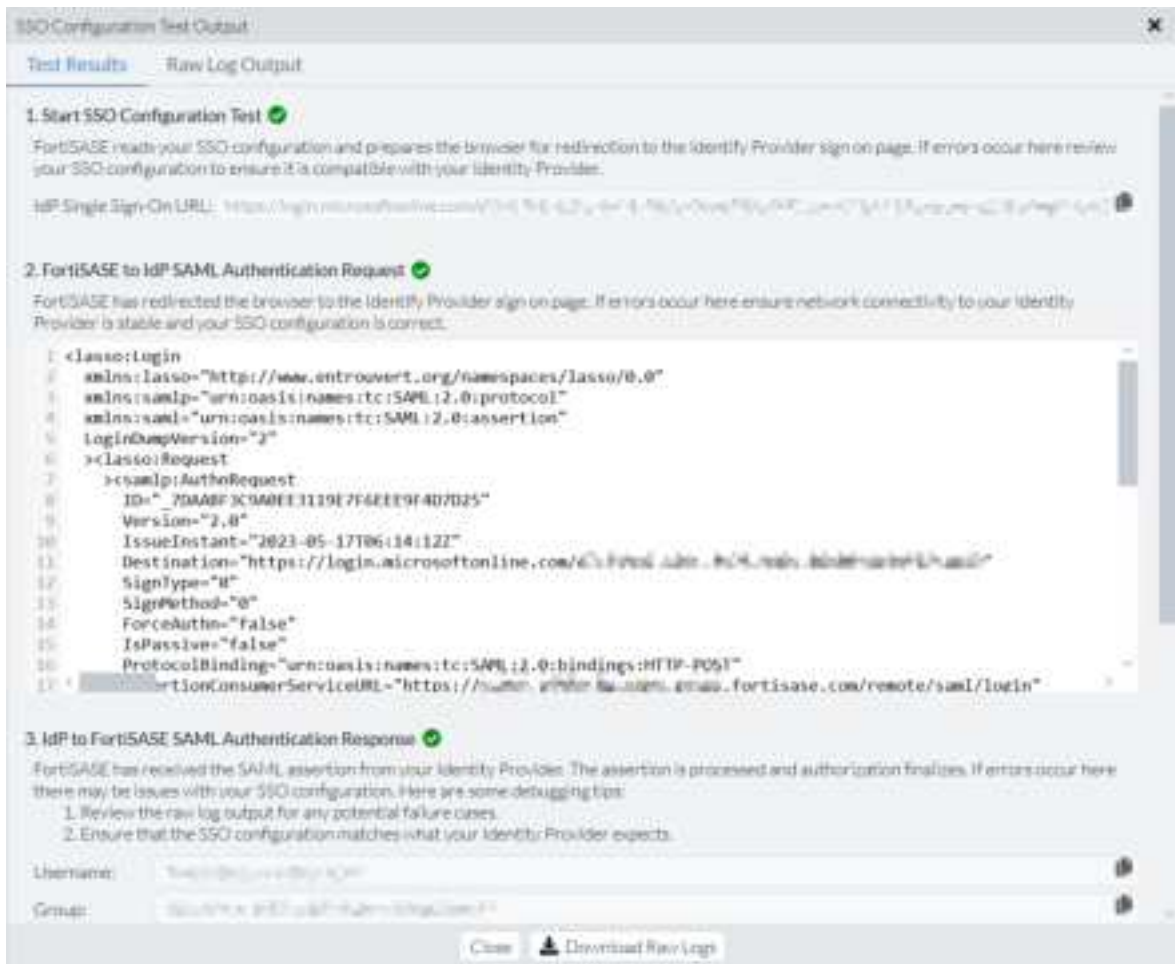 SSO Configuration Test Output
Test Results Raw Log Output
1. Start SSO Configuration Test
FortiSASE reads your SSO configuration and prepares the browser for redirection to the Identify Provider sign on page. If errors occur here review
your SSO configuration to ensure it is compatible with your Identity Provider.
IdP Single Sign-On URL: https://login.microsoftonline.com/
2. FortiSASE to IdP SAML Authentication Request
FortiSASE has redirected the browser to the Identify Provider sign on page. If errors occur here ensure network connectivity to your Identity
Provider is stable and your SSO configuration is correct.
1 <lasso:Login
2 xmlns:lasso="http://www.entrouvert.org/namespaces/lasso/0.0"
3 xmlns:samlp="urn:oasis:names:tc:SAML:2.0:protocol"
4 xmlns:saml="urn:oasis:names:tc:SAML:2.0:assertion"
5 LoginDumpVersion="2"
6 ><lasso:Request
7 ><samlp:AuthnRequest
8 ID="
9 Version="2.0"
10 IssueInstant="2023-05-17T06:14:12Z"
11 Destination="https://login.microsoftonline.com/
12 SignType="0"
13 SignMethod="0"
14 ForceAuthn="false"
15 IsPassive="false"
16 ProtocolBinding="urn:oasis:names:tc:SAML:2.0:bindings:HTTP-POST"
17 rtionConsumerServiceURL="https:// .fortisase.com/remote/saml/login"
3. IdP to FortiSASE SAML Authentication Response
FortiSASE has received the SAML assertion from your Identity Provider. The assertion is processed and authorization finalizes. If errors occur here
there may be issues with your SSO configuration. Here are some debugging tips:
1. Review the raw log output for any potential failure cases.
2. Ensure that the SSO configuration matches what your Identity Provider expects.
Username:
Group:
Close Download Raw Logs